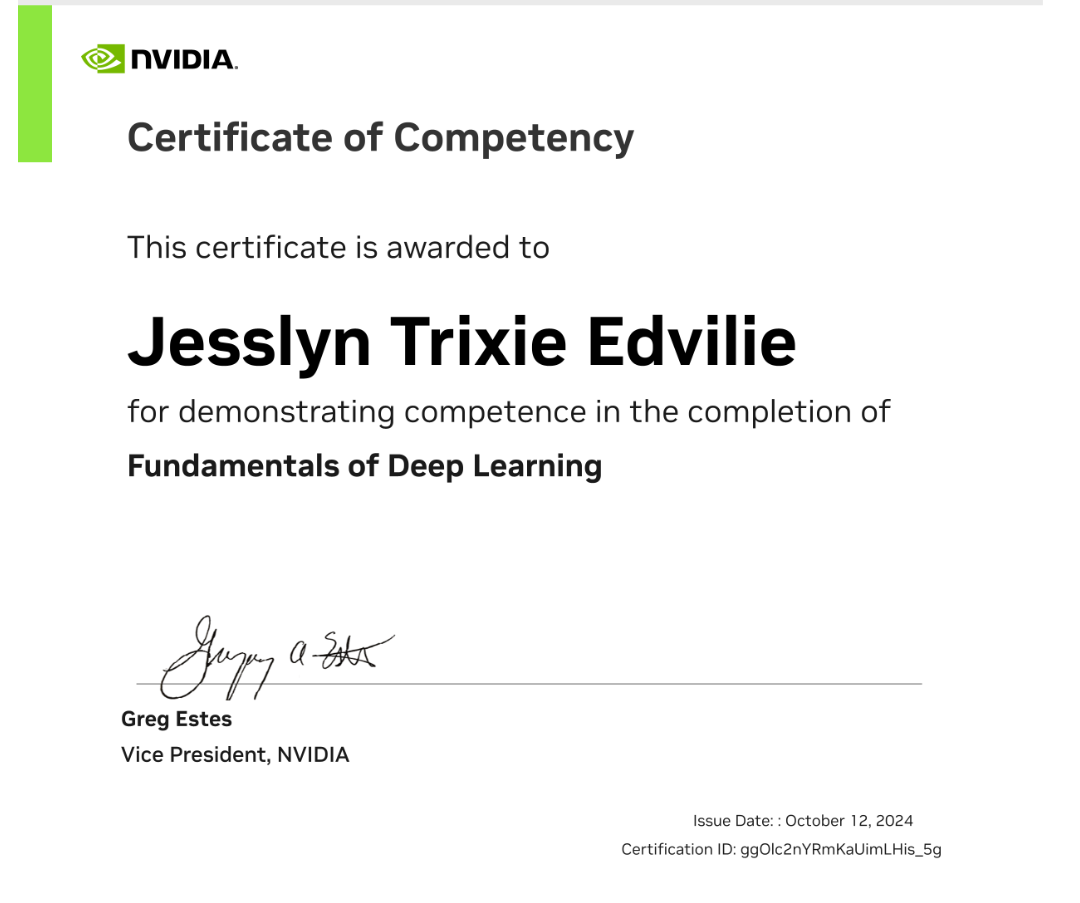 NVIDIA.
Certificate of Competency
This certificate is awarded to
Jesslyn Trixie Edvilie
for demonstrating competence in the completion of
Fundamentals of Deep Learning
Gregory A Estes
Greg Estes
Vice President, NVIDIA
Issue Date: : October 12, 2024
Certification ID: ggOlc2nYRmKaUimLHis_5g